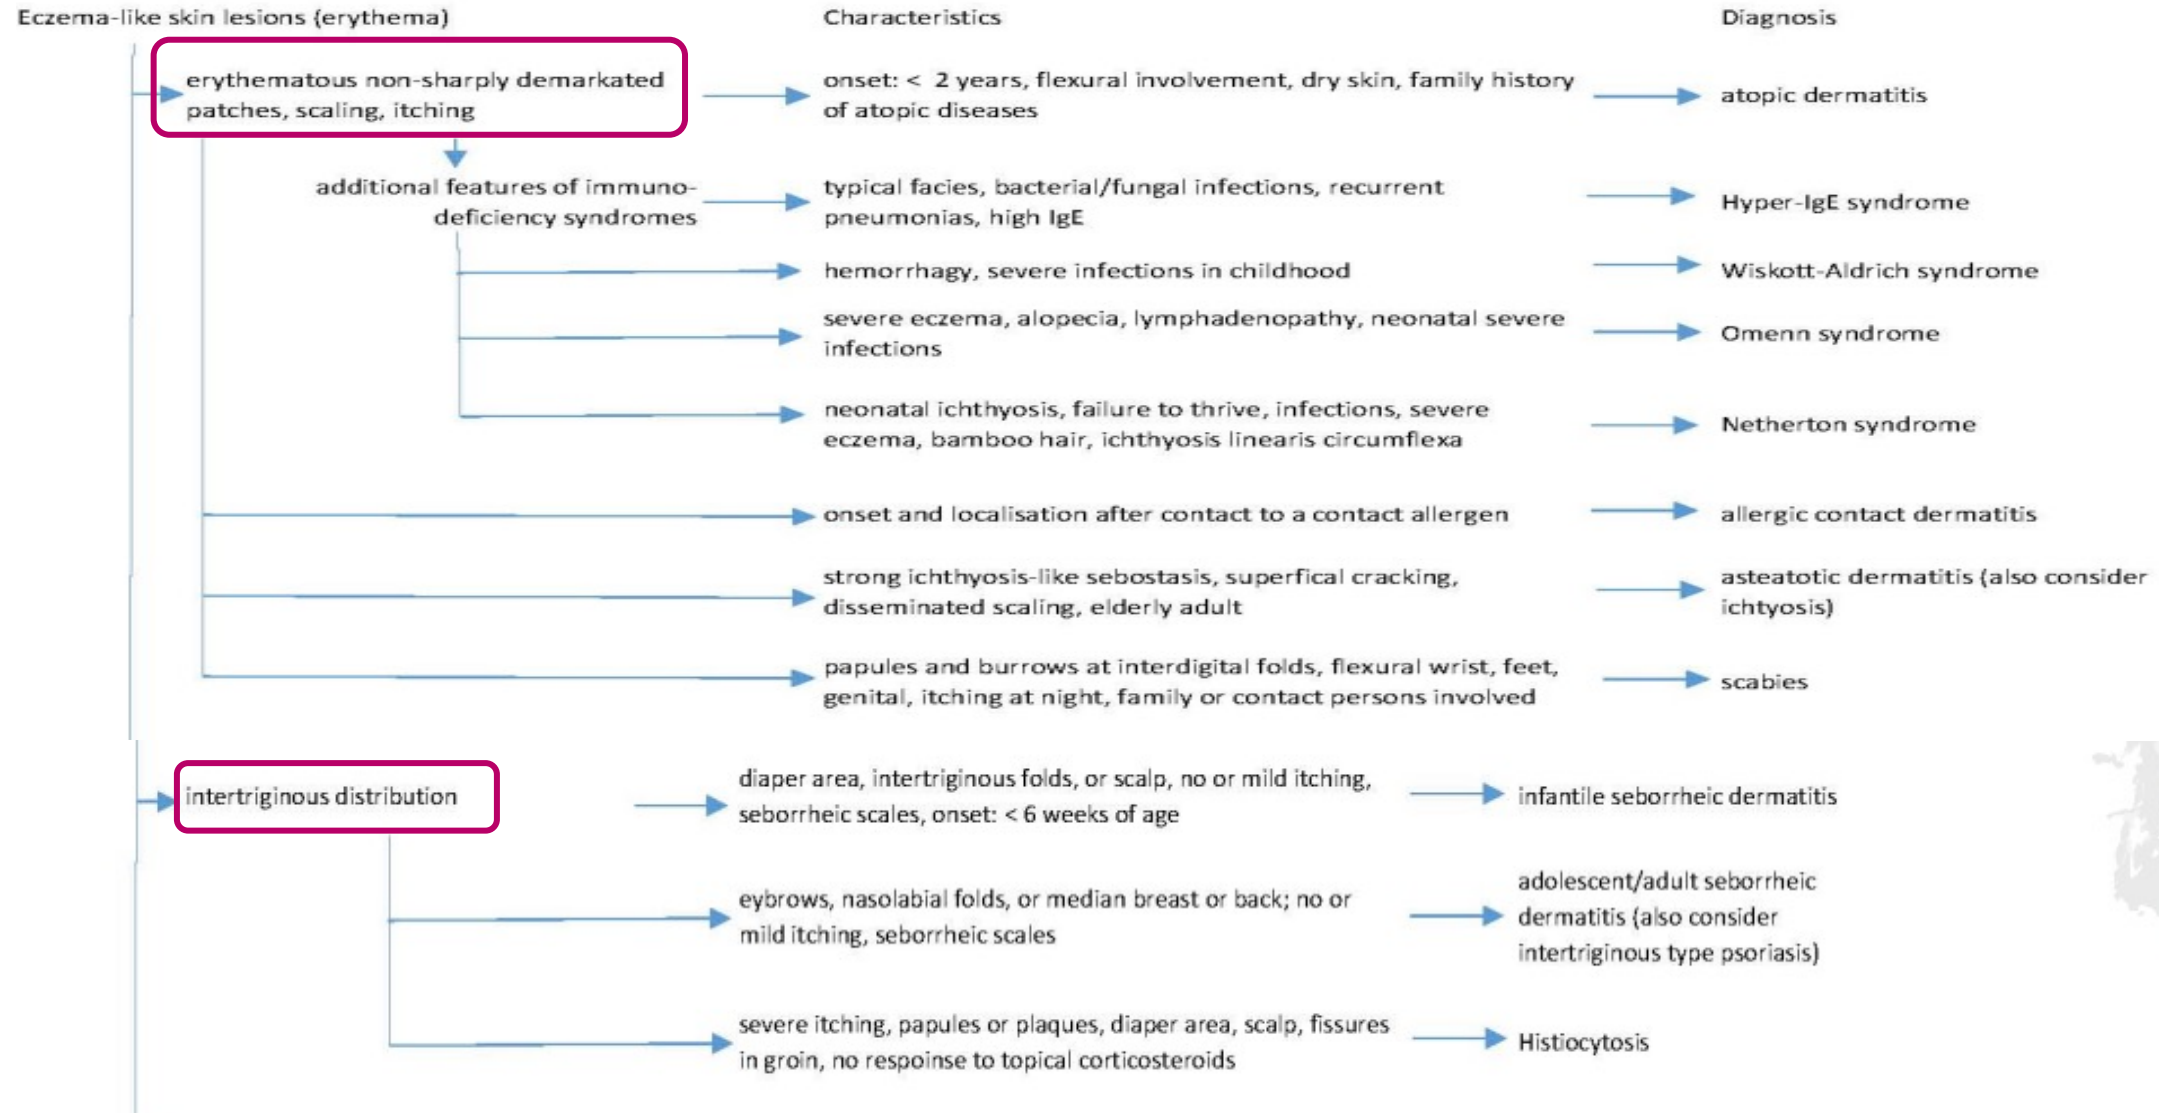 Eczema-like skin lesions (erythema)
Characteristics
Diagnosis
erythematous non-sharply demarkated
patches, scaling, itching
onset: < 2 years, flexural involvement, dry skin, family history
of atopic diseases
atopic dermatitis
additional features of immuno-
deficiency syndromes
typical facies, bacterial/fungal infections, recurrent
pneumonias, high IgE
Hyper-IgE syndrome
hemorrhagy, severe infections in childhood
Wiskott-Aldrich syndrome
severe eczema, alopecia, lymphadenopathy, neonatal severe
infections
Omenn syndrome
neonatal ichthyosis, failure to thrive, infections, severe
eczema, bamboo hair, ichthyosis linearis circumflexa
Netherton syndrome
onset and localisation after contact to a contact allergen
allergic contact dermatitis
strong ichthyosis-like sebostasis, superfical cracking,
disseminated scaling, elderly adult
asteatotic dermatitis (also consider
ichtyosis)
papules and burrows at interdigital folds, flexural wrist, feet,
genital, itching at night, family or contact persons involved
scabies
intertriginous distribution
diaper area, intertriginous folds, or scalp, no or mild itching,
seborrheic scales, onset: < 6 weeks of age
infantile seborrheic dermatitis
eybrows, nasolabial folds, or median breast or back; no or
mild itching, seborrheic scales
adolescent/adult seborrheic
dermatitis (also consider
intertriginous type psoriasis)
severe itching, papules or plaques, diaper area, scalp, fissures
in groin, no respoinse to topical corticosteroids
Histiocytosis